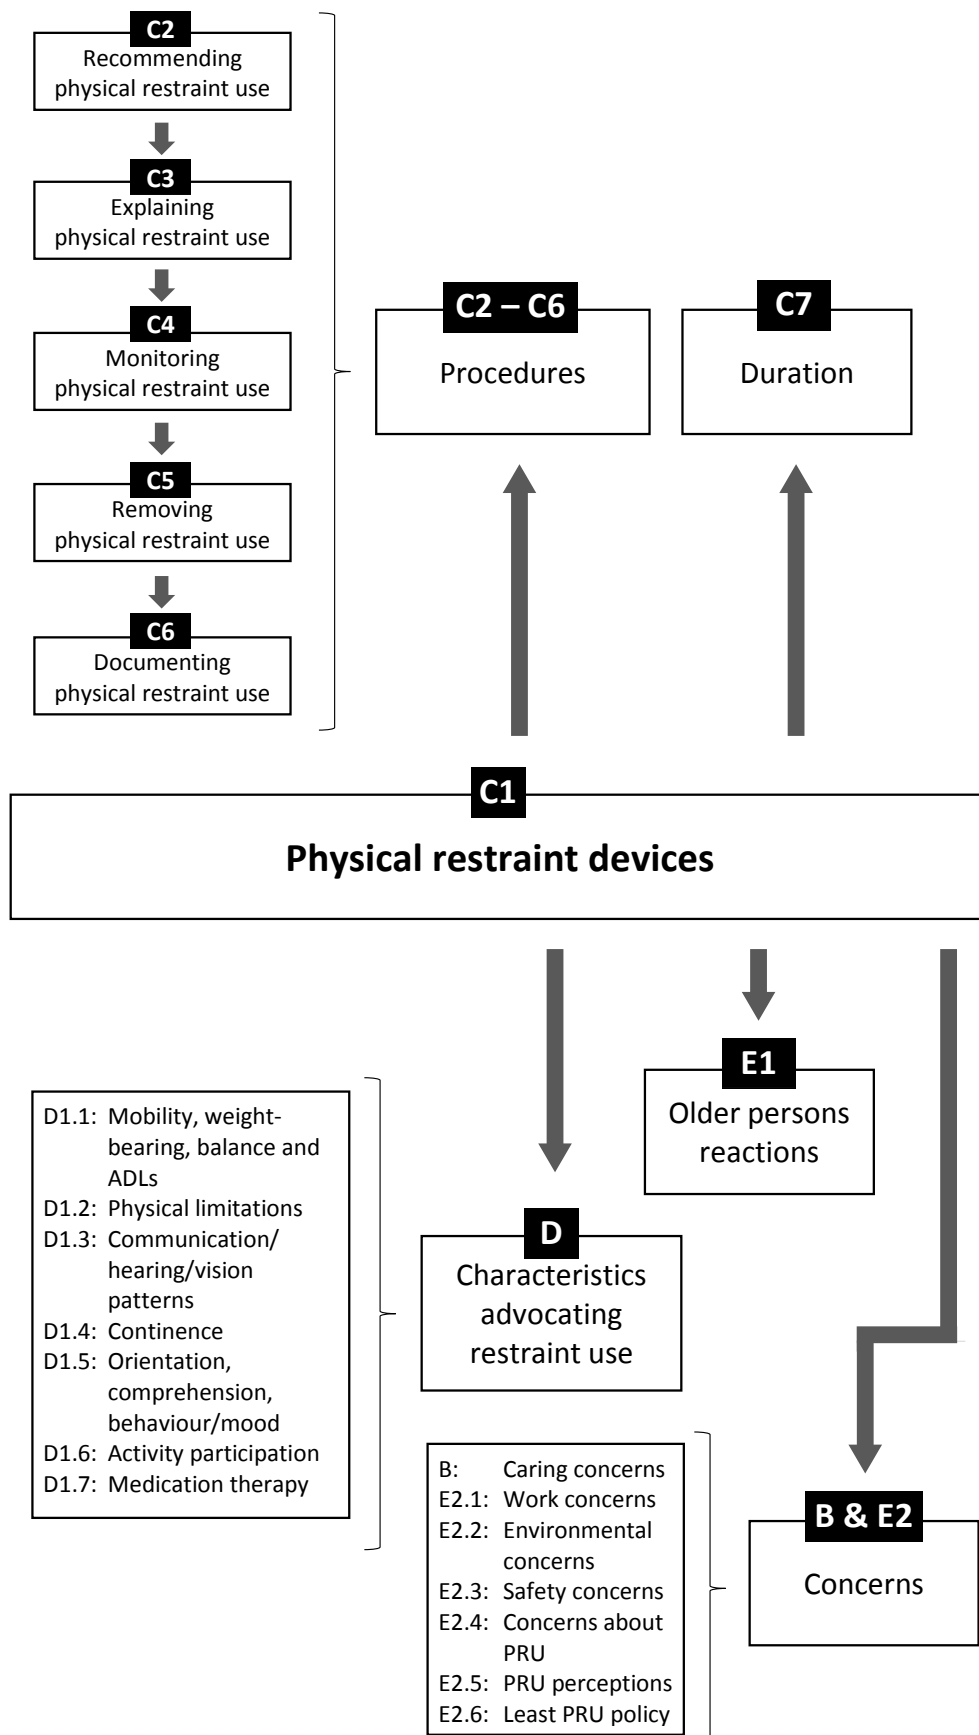 C2
Recommending
physical restraint use
C3
Explaining
physical restraint use
C4
Monitoring
physical restraint use
C5
Removing
physical restraint use
C6
Documenting
physical restraint use
C2 – C6
Procedures
C7
Duration
C1
Physical restraint devices
E1
Older persons
reactions
D
Characteristics
advocating
restraint use
D1.1: Mobility, weight-
bearing, balance and
ADLs
D1.2: Physical limitations
D1.3: Communication/
hearing/vision
patterns
D1.4: Continence
D1.5: Orientation,
comprehension,
behaviour/mood
D1.6: Activity participation
D1.7: Medication therapy
B: Caring concerns
E2.1: Work concerns
E2.2: Environmental
concerns
E2.3: Safety concerns
E2.4: Concerns about
PRU
E2.5: PRU perceptions
E2.6: Least PRU policy
B & E2
Concerns